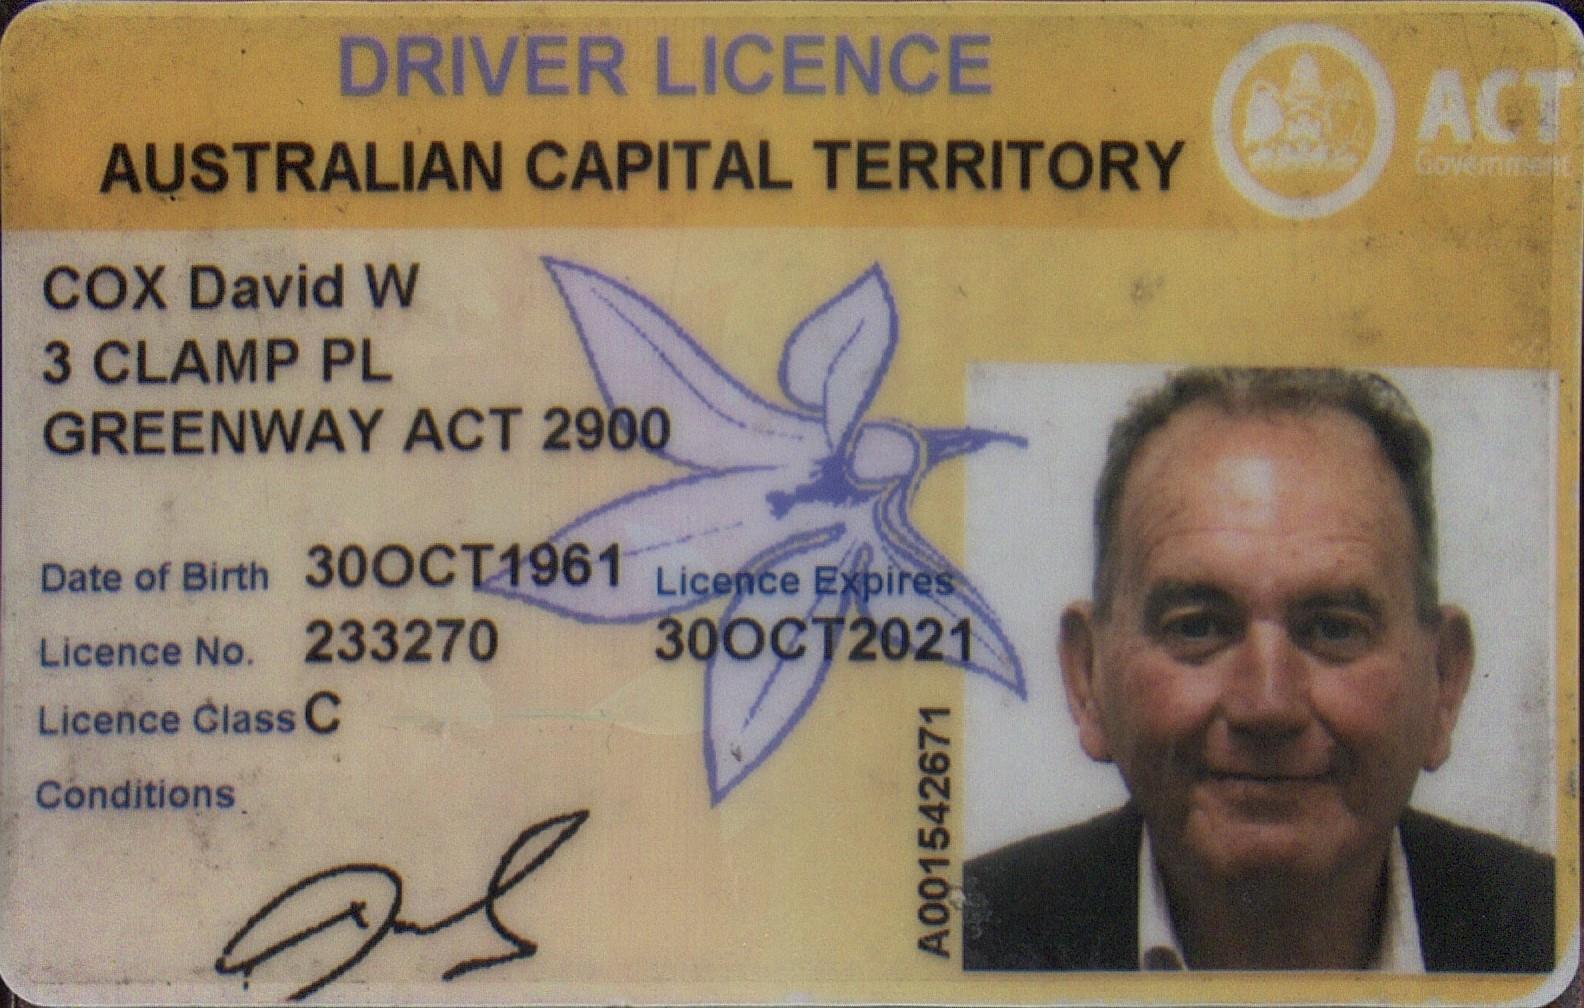 DRIVER LICENCE
AUSTRALIAN CAPITAL TERRITORY
ACT
Government
COX David W
3 CLAMP PL
GREENWAY ACT 2900
Date of Birth 30OCT1961
Licence Expires
Licence No. 233270
30OCT2021
Licence Class C
Conditions
A001542671